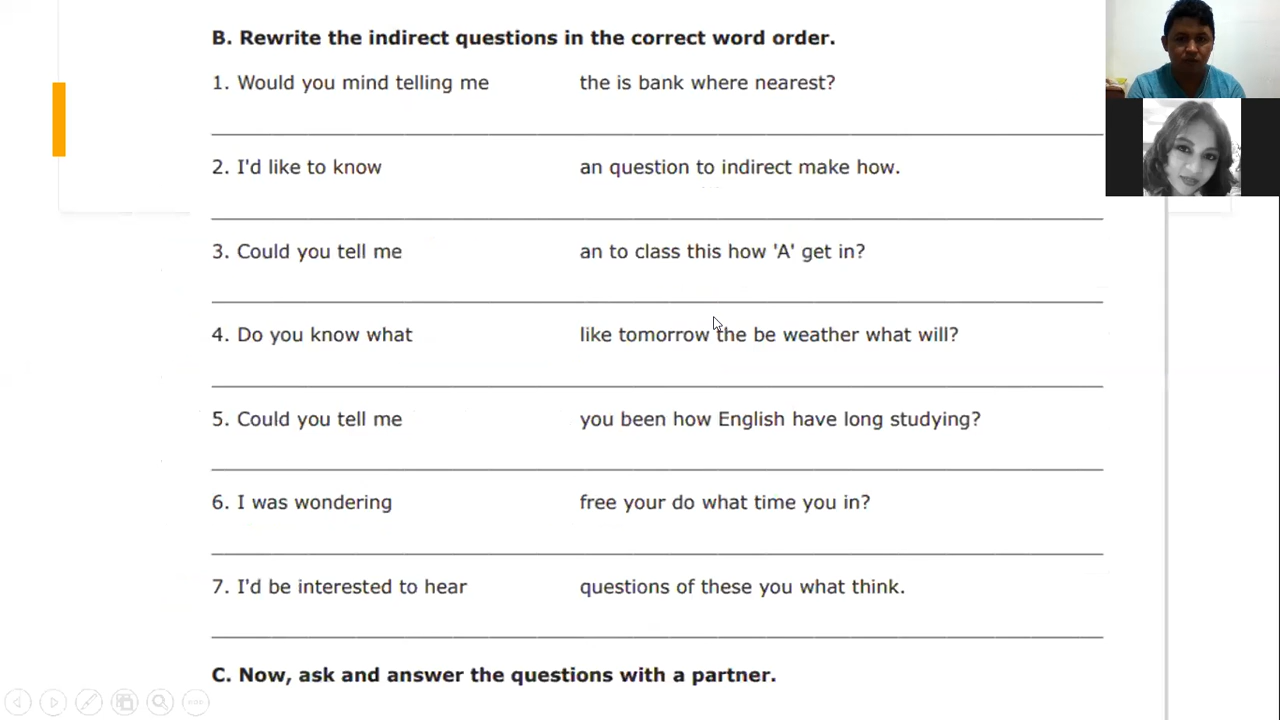 B. Rewrite the indirect questions in the correct word order.
1. Would you mind telling me the is bank where nearest?
2. I'd like to know an question to indirect make how.
3. Could you tell me an to class this how 'A' get in?
4. Do you know what like tomorrow the be weather what will?
5. Could you tell me you been how English have long studying?
6. I was wondering free your do what time you in?
7. I'd be interested to hear questions of these you what think.
C. Now, ask and answer the questions with a partner.